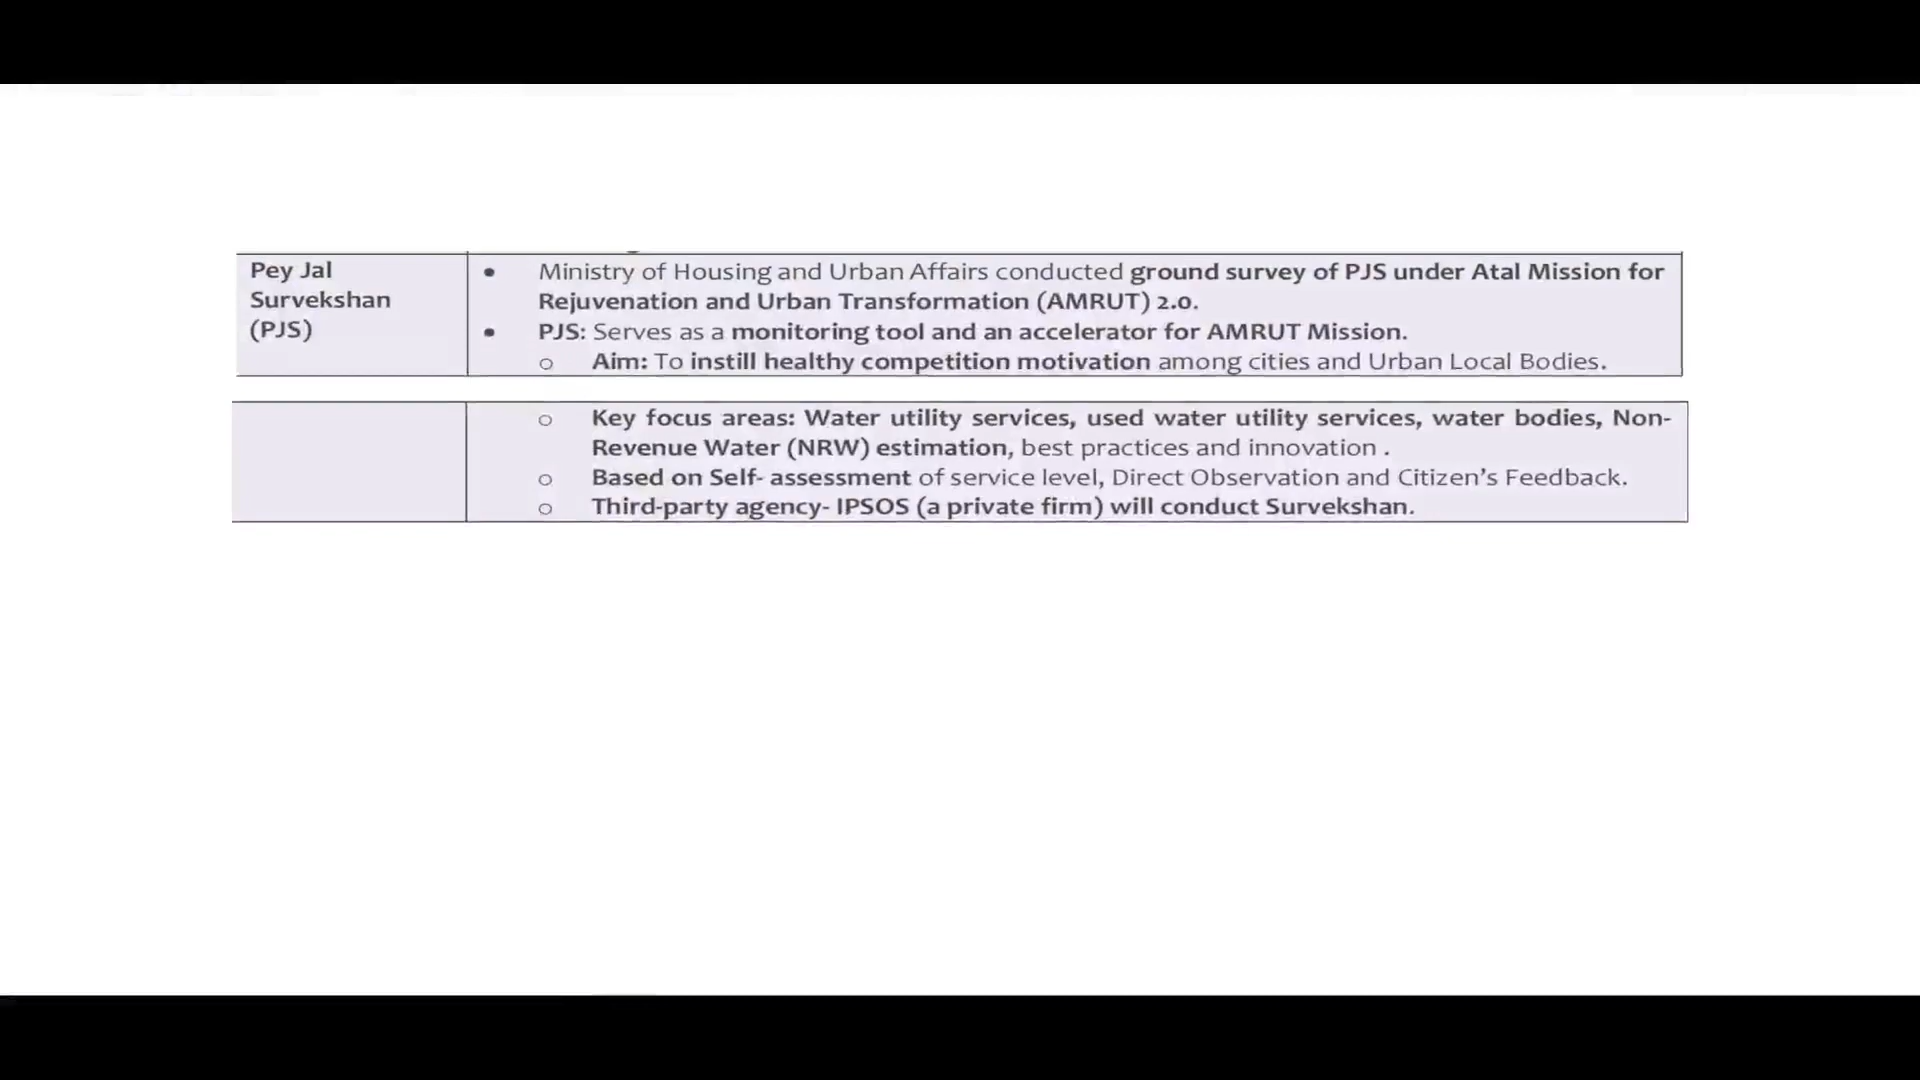 Pey Jal
Survekshan
(PJS)
• Ministry of Housing and Urban Affairs conducted ground survey of PJS under Atal Mission for
Rejuvenation and Urban Transformation (AMRUT) 2.0.
• PJS: Serves as a monitoring tool and an accelerator for AMRUT Mission.
o Aim: To instill healthy competition motivation among cities and Urban Local Bodies.
o Key focus areas: Water utility services, used water utility services, water bodies, Non-
Revenue Water (NRW) estimation, best practices and innovation .
o Based on Self- assessment of service level, Direct Observation and Citizen’s Feedback.
o Third-party agency- IPSOS (a private firm) will conduct Survekshan.